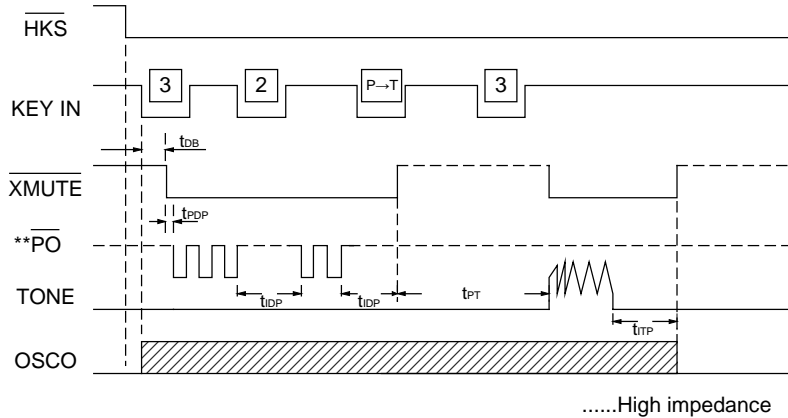 HKS
3 2 P→T 3
KEY IN
tDB
XMUTE
tPDP
**PO
tIDP tIDP tPT
TONE
tITP
OSCO
......High impedance